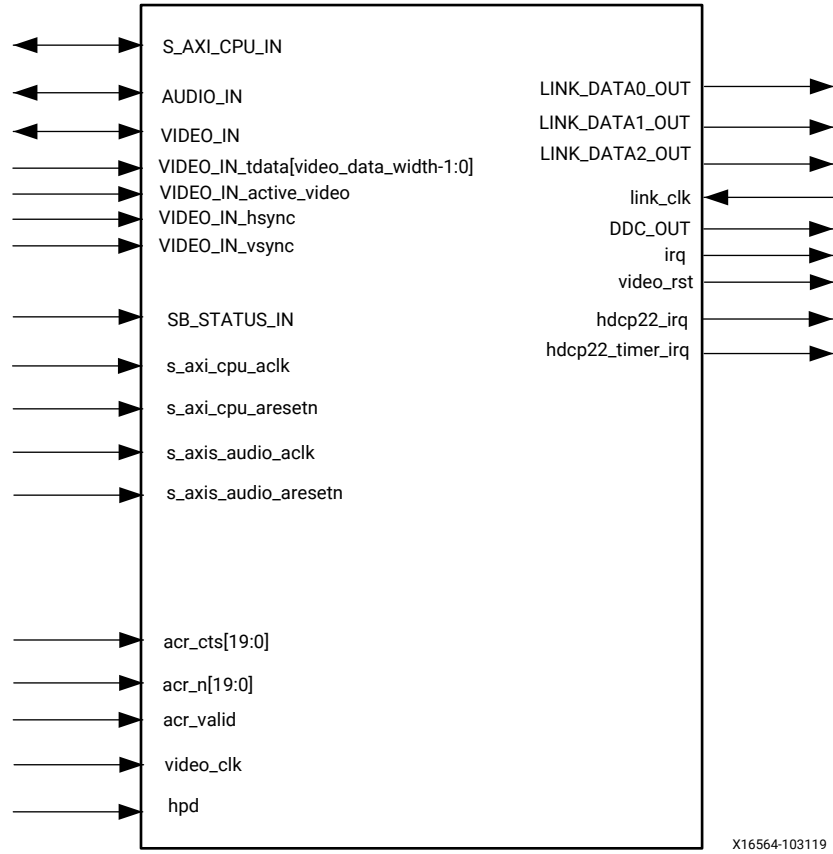 S_AXI_CPU_IN
AUDIO_IN
VIDEO_IN
VIDEO_IN_tdata[video_data_width-1:0]
VIDEO_IN_active_video
VIDEO_IN_hsync
VIDEO_IN_vsync
SB_STATUS_IN
s_axi_cpu_aclk
s_axi_cpu_aresetn
s_axis_audio_aclk
s_axis_audio_aresetn
acr_cts[19:0]
acr_n[19:0]
acr_valid
video_clk
hpd
LINK_DATA0_OUT
LINK_DATA1_OUT
LINK_DATA2_OUT
link_clk
DDC_OUT
irq
video_rst
hdcp22_irq
hdcp22_timer_irq
X16564-103119